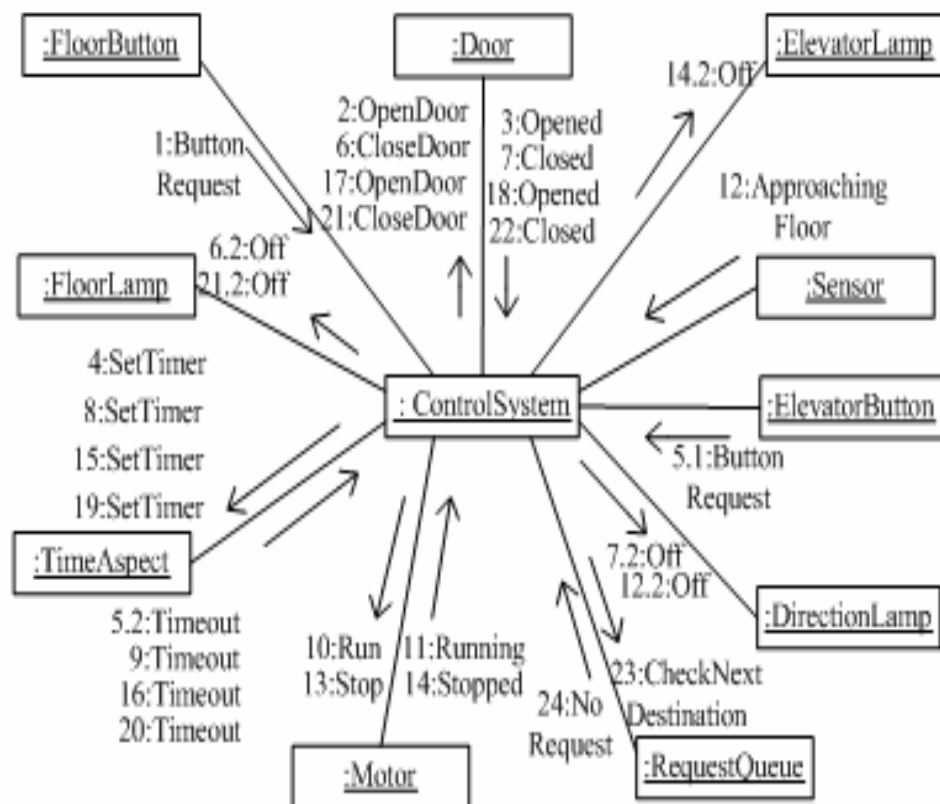 :FloorButton
:Door
:ElevatorLamp
14.2:Off
2:OpenDoor
6:CloseDoor
17:OpenDoor
21:CloseDoor
3:Opened
7:Closed
18:Opened
22:Closed
1:Button
Request
12:Approaching
Floor
6.2:Off
21.2:Off
:FloorLamp
:Sensor
4:SetTimer
8:SetTimer
15:SetTimer
19:SetTimer
: ControlSystem
:ElevatorButton
5.1:Button
Request
:TimeAspect
7.2:Off
12.2:Off
:DirectionLamp
5.2:Timeout
9:Timeout
16:Timeout
20:Timeout
10:Run
13:Stop
11:Running
14:Stopped
24:No
Request
23:CheckNext
Destination
:Motor
:RequestQueue